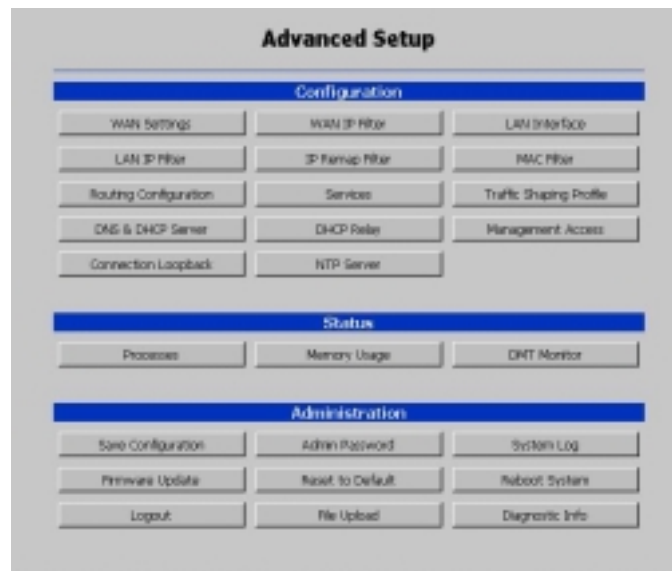 Advanced Setup
Configuration
WAN Settings WAN IP Filter LAN Interface
LAN IP Filter IP Remap Filter MAC Filter
Routing Configuration Services Traffic Shaping Profile
DNS & DHCP Server DHCP Relay Management Access
Connection Loopback NTP Server
Status
Processes Memory Usage DMT Monitor
Administration
Save Configuration Admin Password System Log
Firmware Update Reset to Default Reboot System
Logout File Upload Diagnostic Info